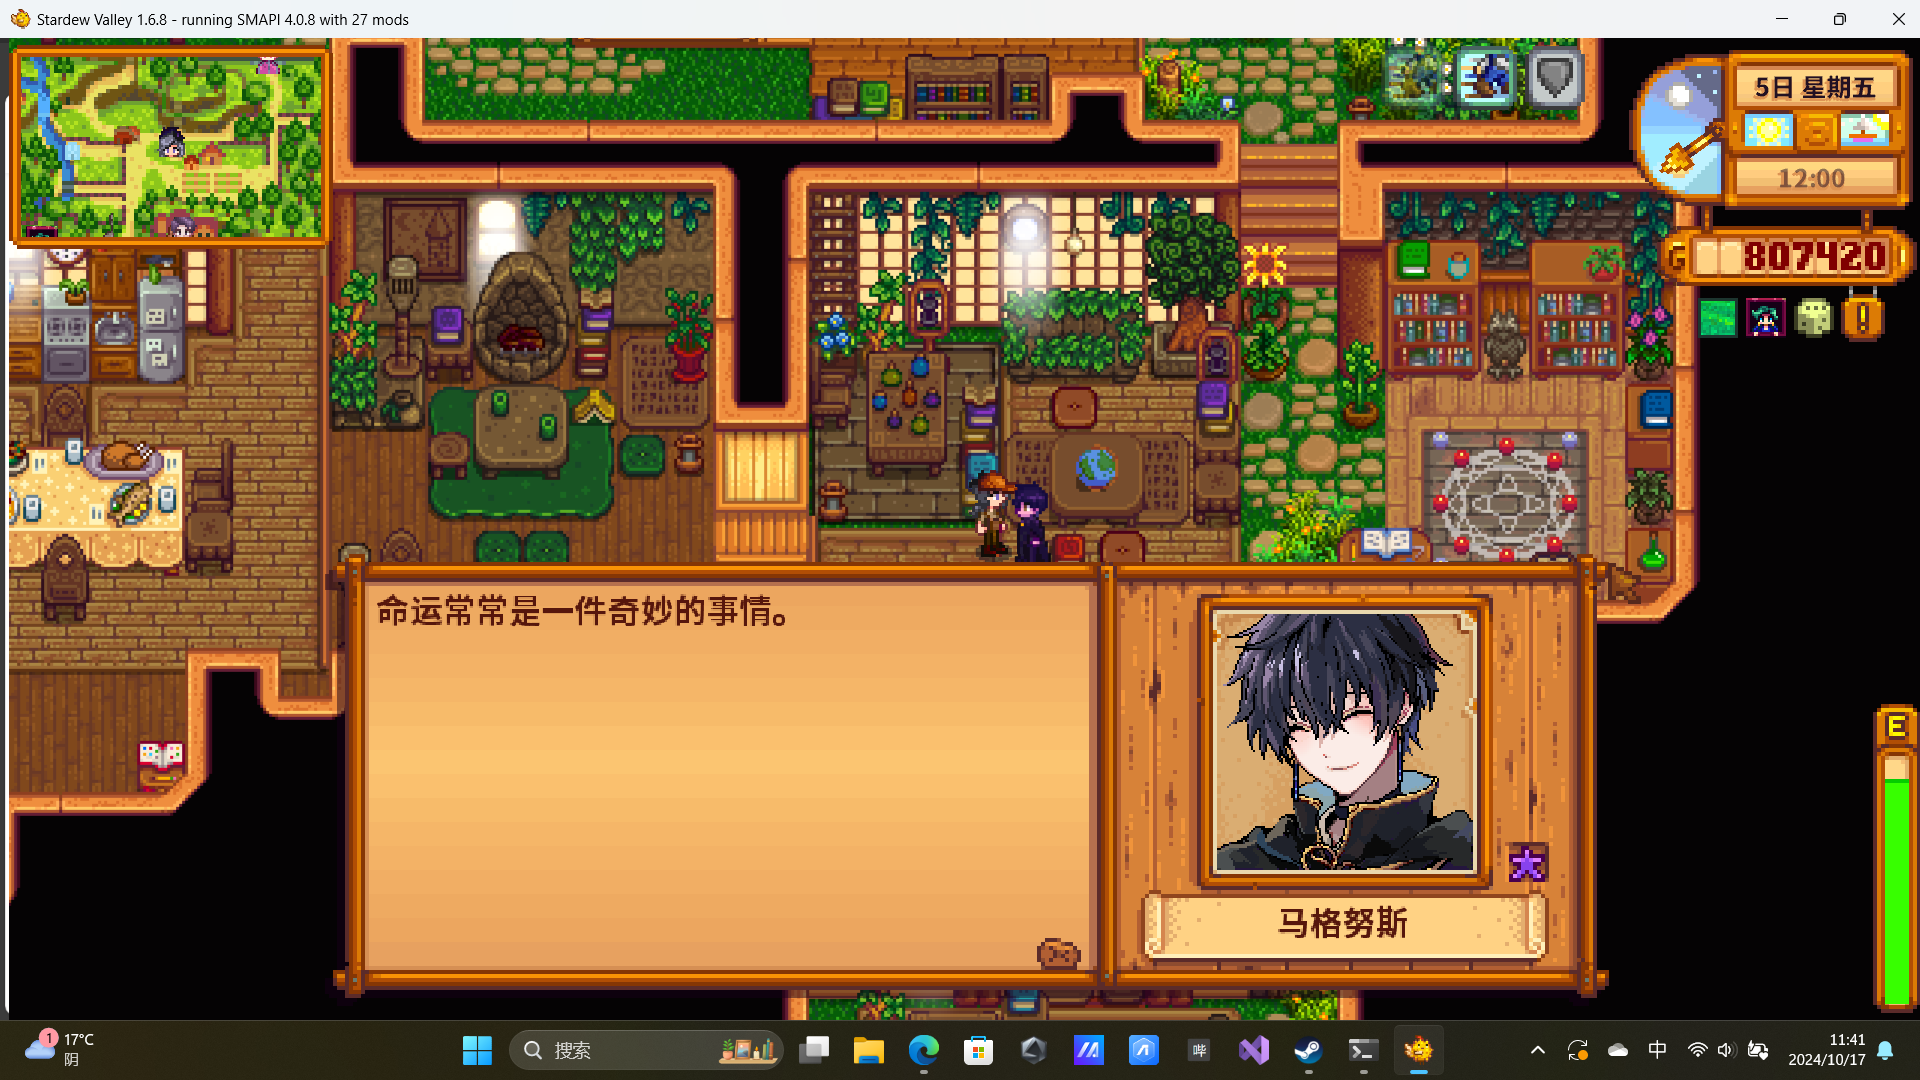 Stardew Valley 1.6.8 - running SMAPI 4.0.8 with 27 mods
5日 星期五
12:00
G 807420
E
命运常常是一件奇妙的事情。
马格努斯
1
17°C
阴
搜索
哔
中
11:41
2024/10/17